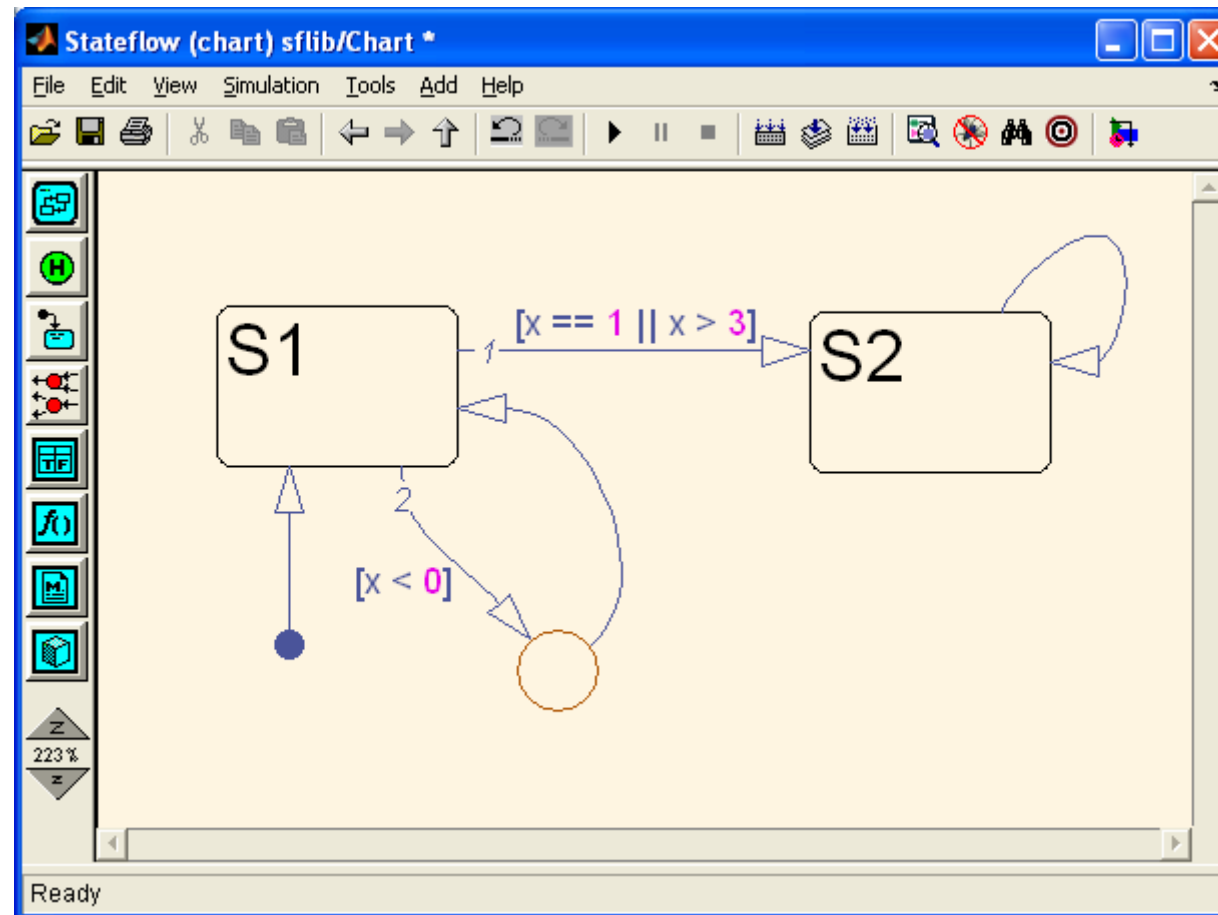 Stateflow (chart) sflib/Chart *
File Edit View Simulation Tools Add Help
H
TF
f()
M
S1
1
[x == 1 || x > 3]
S2
2
[x < 0]
Z
223%
z
Ready